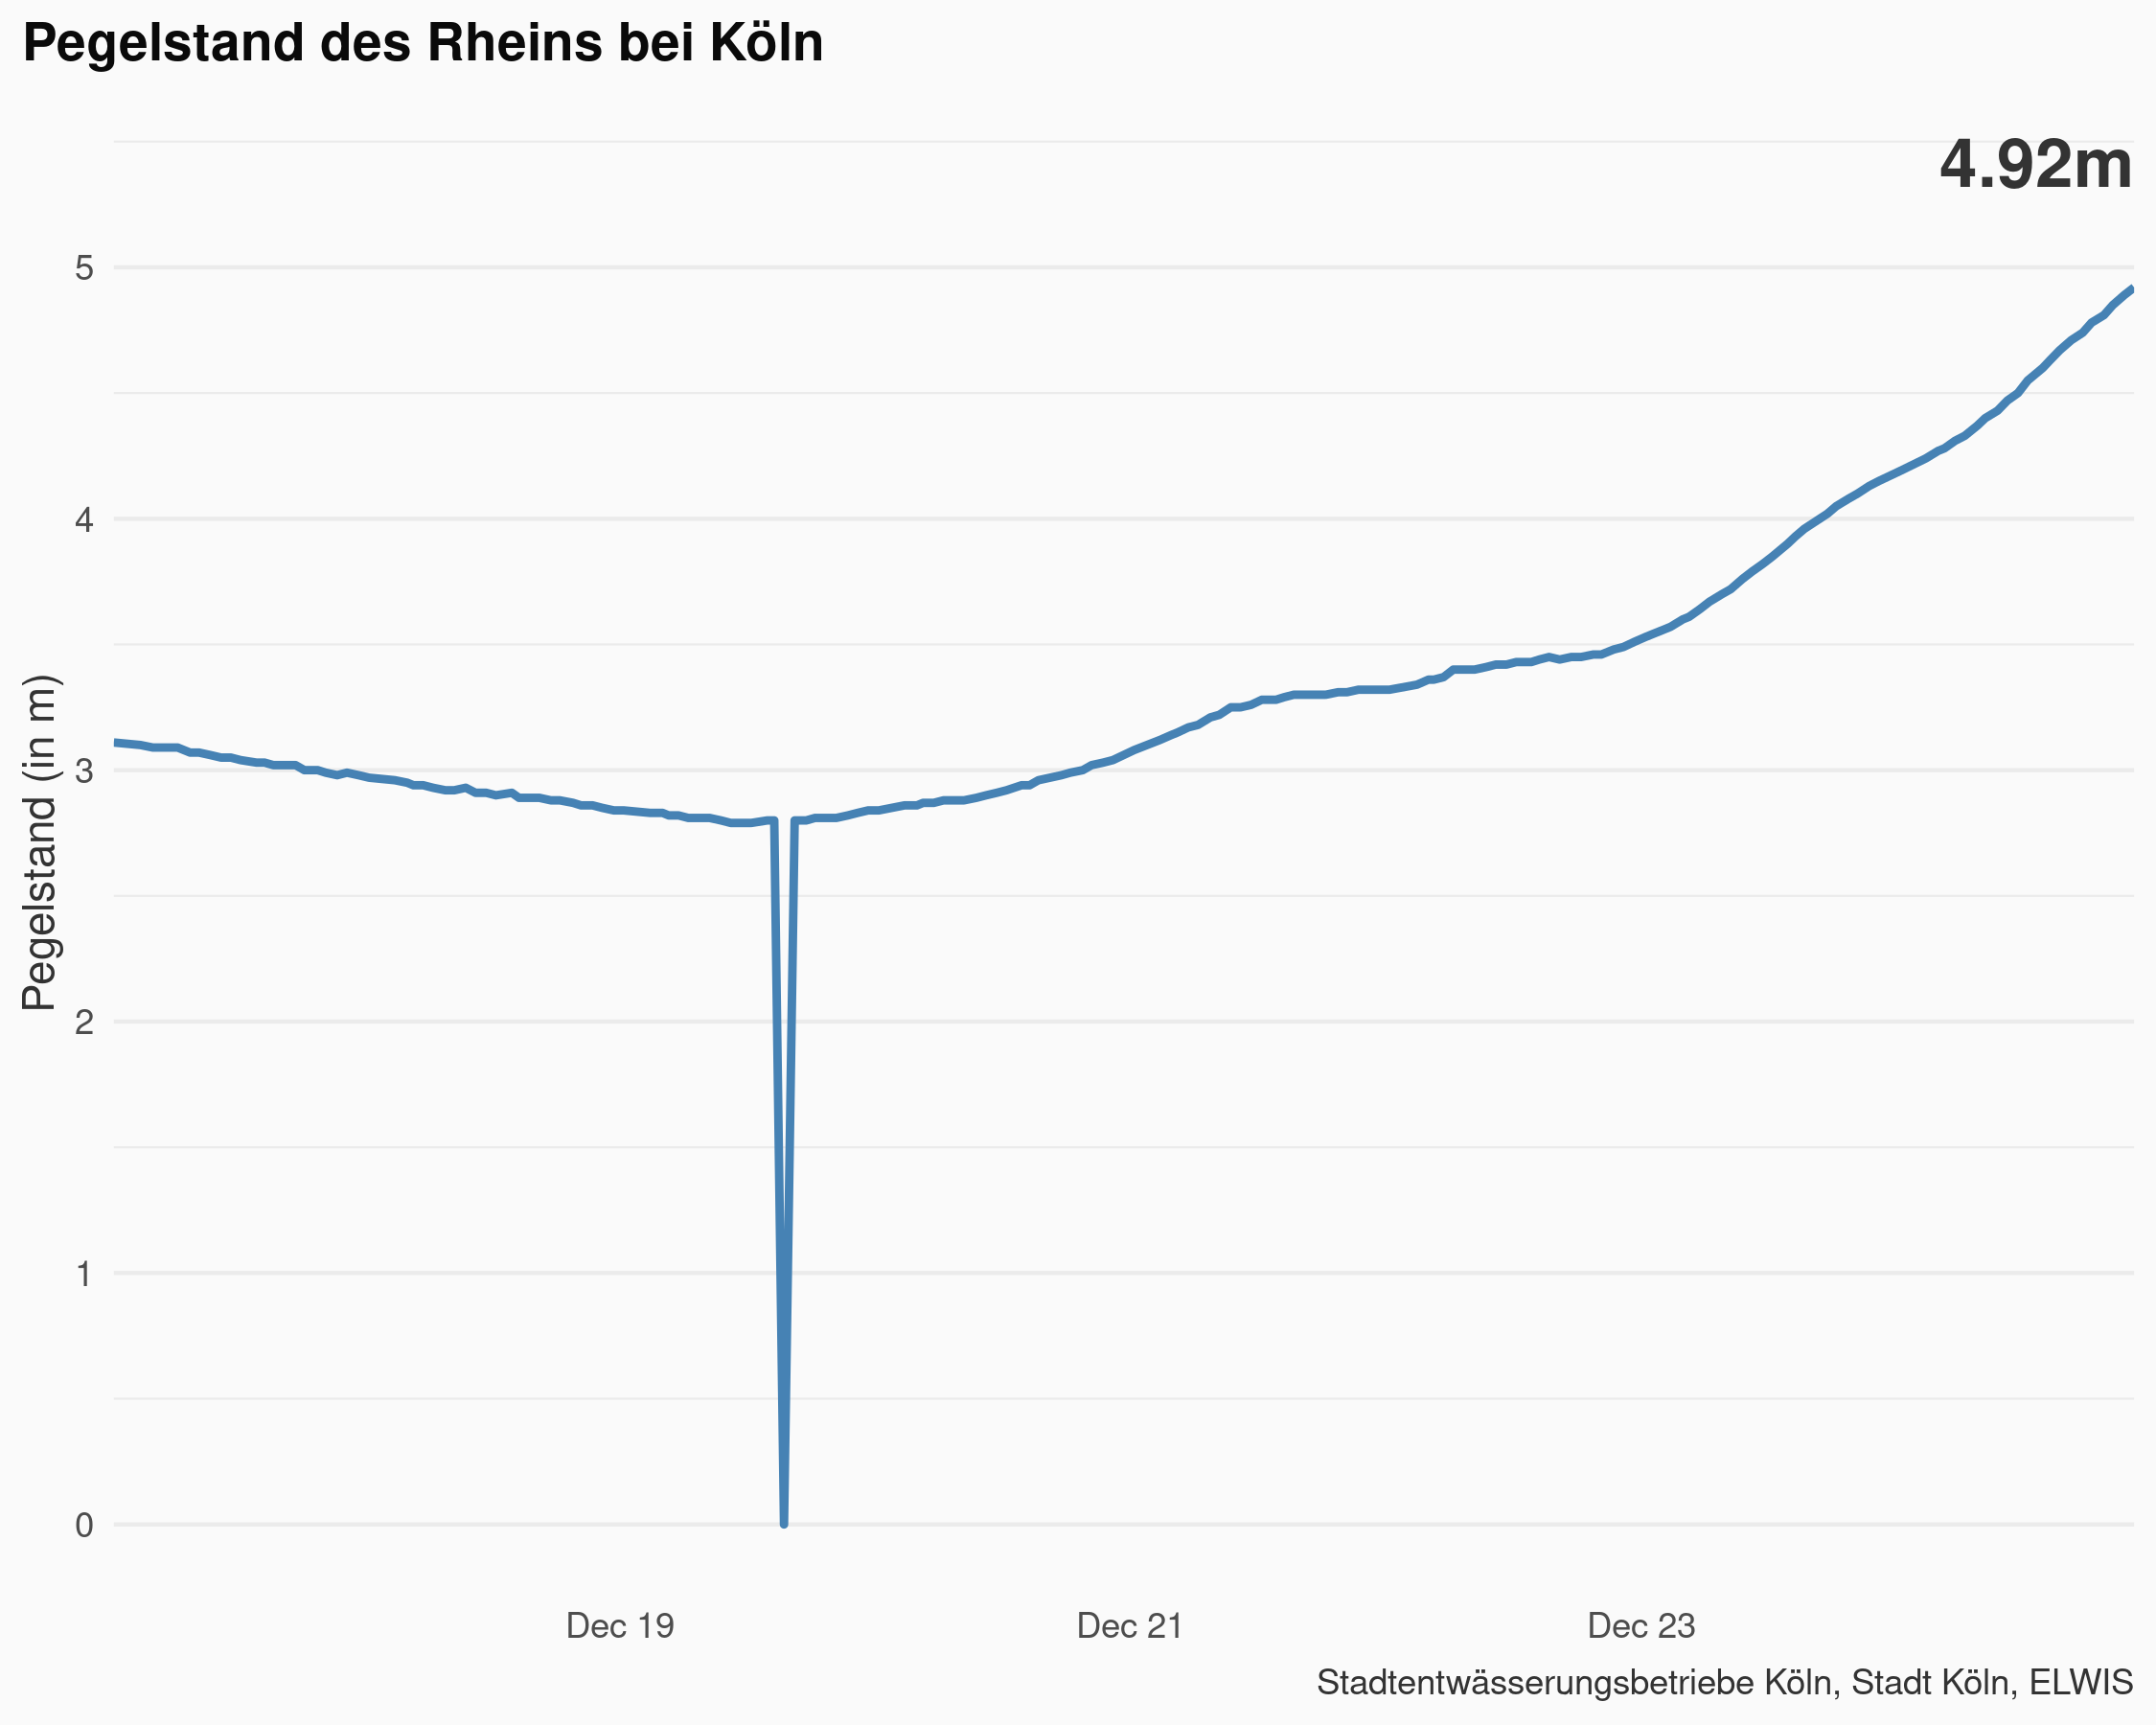 Pegelstand des Rheins bei Köln
4.92m
Pegelstand (in m)
5
4
3
2
1
0
Dec 19
Dec 21
Dec 23
Stadtentwässerungsbetriebe Köln, Stadt Köln, ELWIS